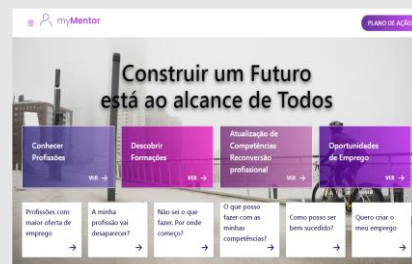 myMentor
PLANO DE AÇÃO
Construir um Futuro
está ao alcance de Todos
Conhecer
Profissões
VER →
Descobrir
Formações
VER →
Atualização de
Competências
Reconversão
profissional
VER →
Oportunidades
de Emprego
VER →
Profissões com
maior oferta de
emprego
→
A minha
profissão vai
desaparecer?
→
Não sei o que
fazer. Por onde
começo?
→
O que posso
fazer com as
minhas
competências?
→
Como posso ser
bem sucedido?
→
Quero criar o
meu emprego
→